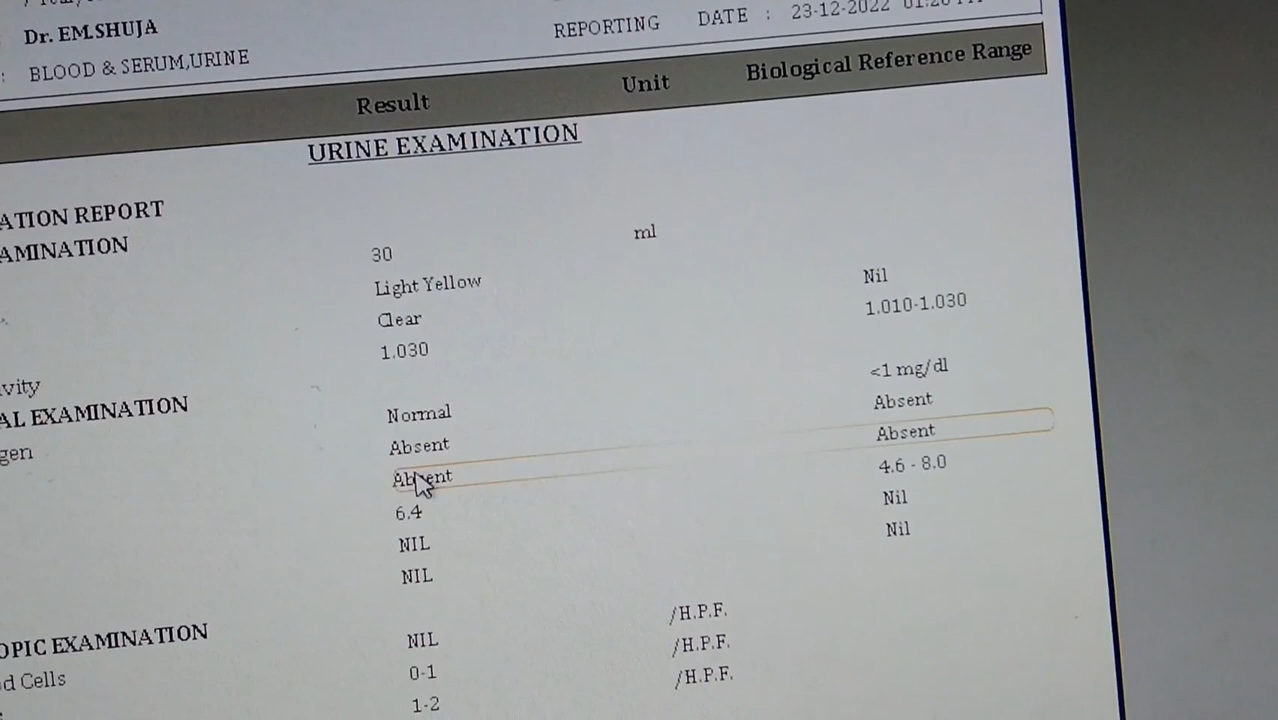 Dr. EM.SHUJA
REPORTING DATE : 23-12-2022
: BLOOD & SERUM,URINE
Result Unit Biological Reference Range
URINE EXAMINATION
ATION REPORT
AMINATION
30 ml
Light Yellow Nil
Clear 1.010-1.030
1.030
vity
AL EXAMINATION <1 mg/dl
Normal Absent
gen Absent Absent
Absent 4.6 - 8.0
6.4 Nil
NIL Nil
NIL
OPIC EXAMINATION /H.P.F.
NIL /H.P.F.
d Cells 0-1 /H.P.F.
1-2